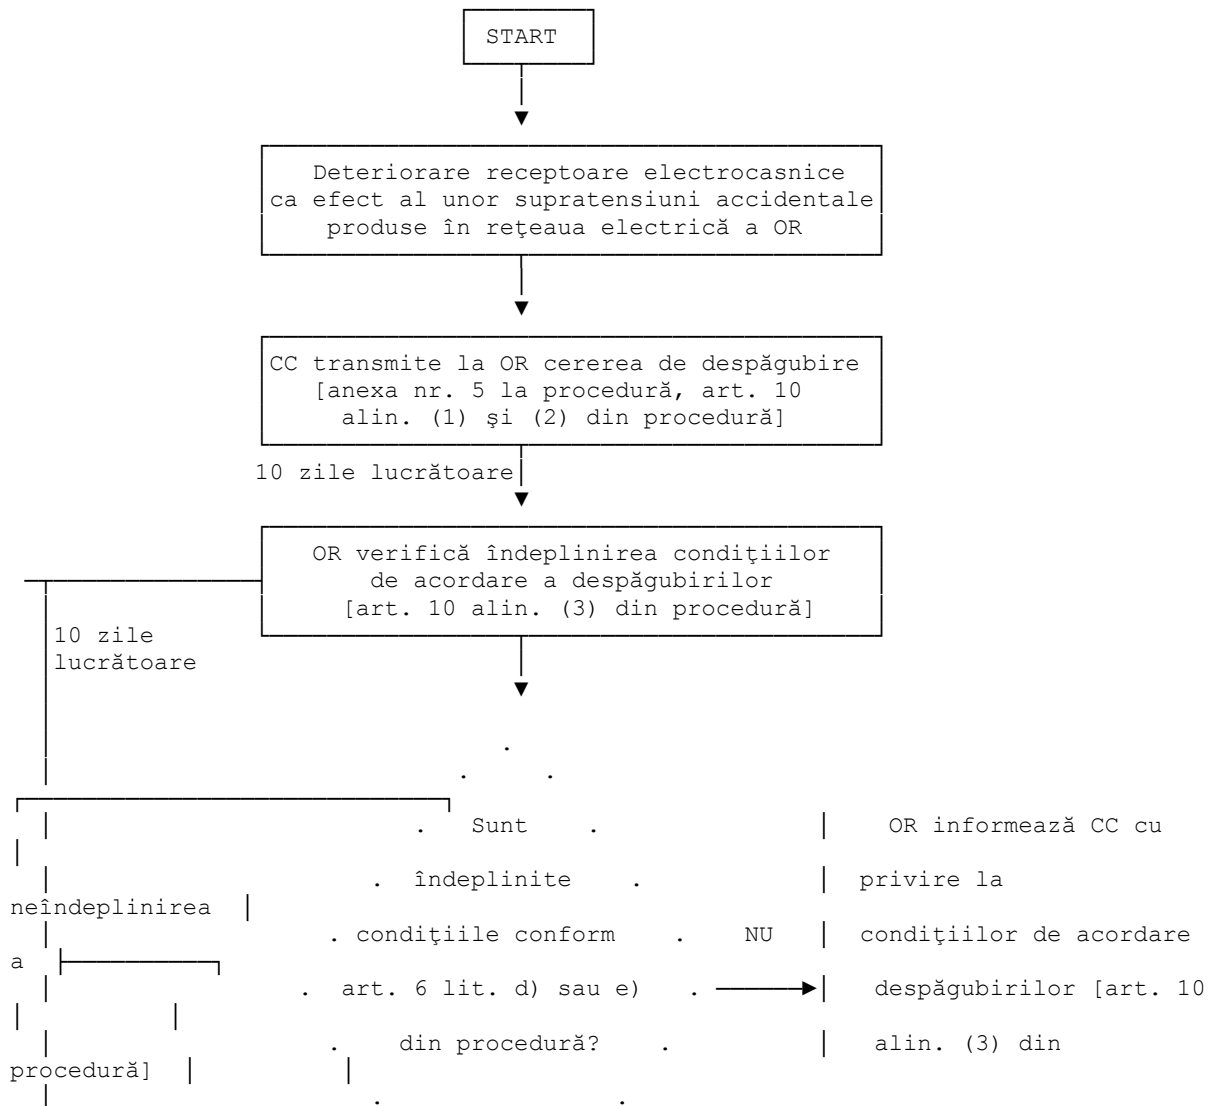 START
Deteriorare receptoare electrocasnice
ca efect al unor supratensiuni accidentale
produse în reţeaua electrică a OR
CC transmite la OR cererea de despăgubire
[anexa nr. 5 la procedură, art. 10
alin. (1) şi (2) din procedură]
10 zile lucrătoare
OR verifică îndeplinirea condiţiilor
de acordare a despăgubirilor
[art. 10 alin. (3) din procedură]
10 zile
lucrătoare
.
. .
. Sunt . OR informează CC cu
. îndeplinite . privire la
neîndeplinirea
. condiţiile conform . NU condiţiilor de acordare
a
. art. 6 lit. d) sau e) . despăgubirilor [art. 10
. din procedură? . alin. (3) din
procedură]
. .